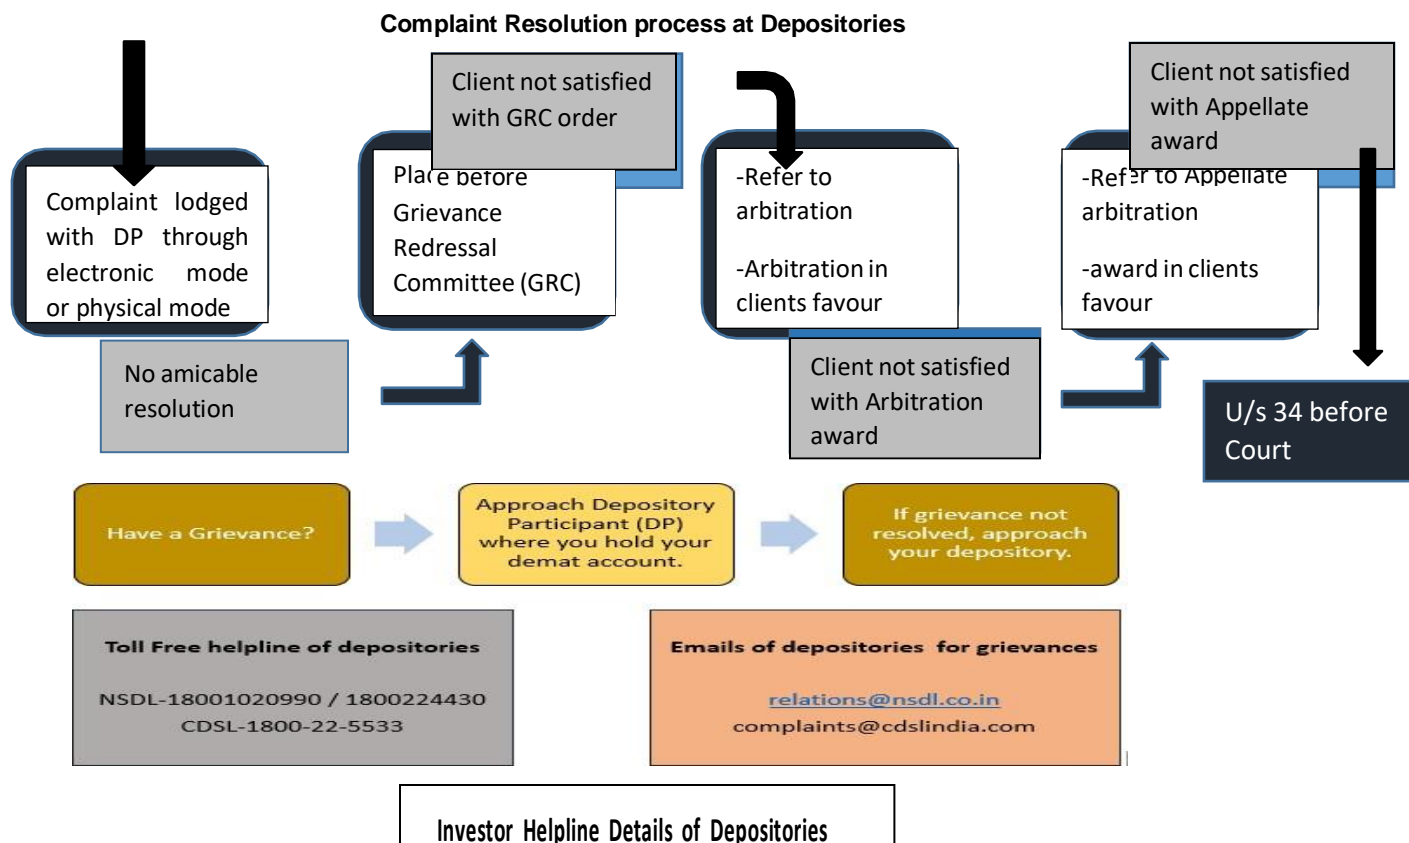 Complaint Resolution process at Depositories
Complaint lodged
with DP through
electronic mode
or physical mode
No amicable
resolution
Place before
Grievance
Redressal
Committee (GRC)
Client not satisfied
with GRC order
-Refer to
arbitration
-Arbitration in
clients favour
Client not satisfied
with Arbitration
award
-Refer to Appellate
arbitration
-award in clients
favour
Client not satisfied
with Appellate
award
U/s 34 before
Court
Have a Grievance?
Approach Depository
Participant (DP)
where you hold your
demat account.
If grievance not
resolved, approach
your depository.
Toll Free helpline of depositories
NSDL-18001020990 / 1800224430
CDSL-1800-22-5533
Emails of depositories for grievances
relations@nsdl.co.in
complaints@cdslindia.com
Investor Helpline Details of Depositories